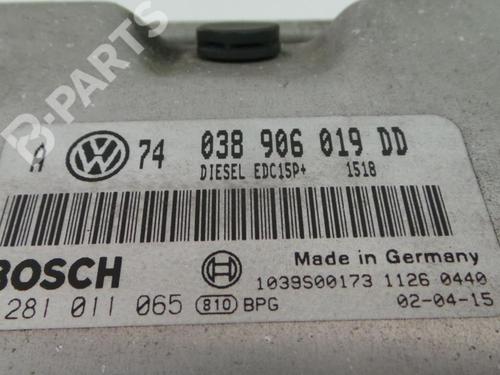 B-PARTS
A VW 74 038 906 019 DD
DIESEL EDC15P+ 1518
BOSCH
Made in Germany
1039S00173 1126 0440
281 011 065 810 BPG 02-04-15